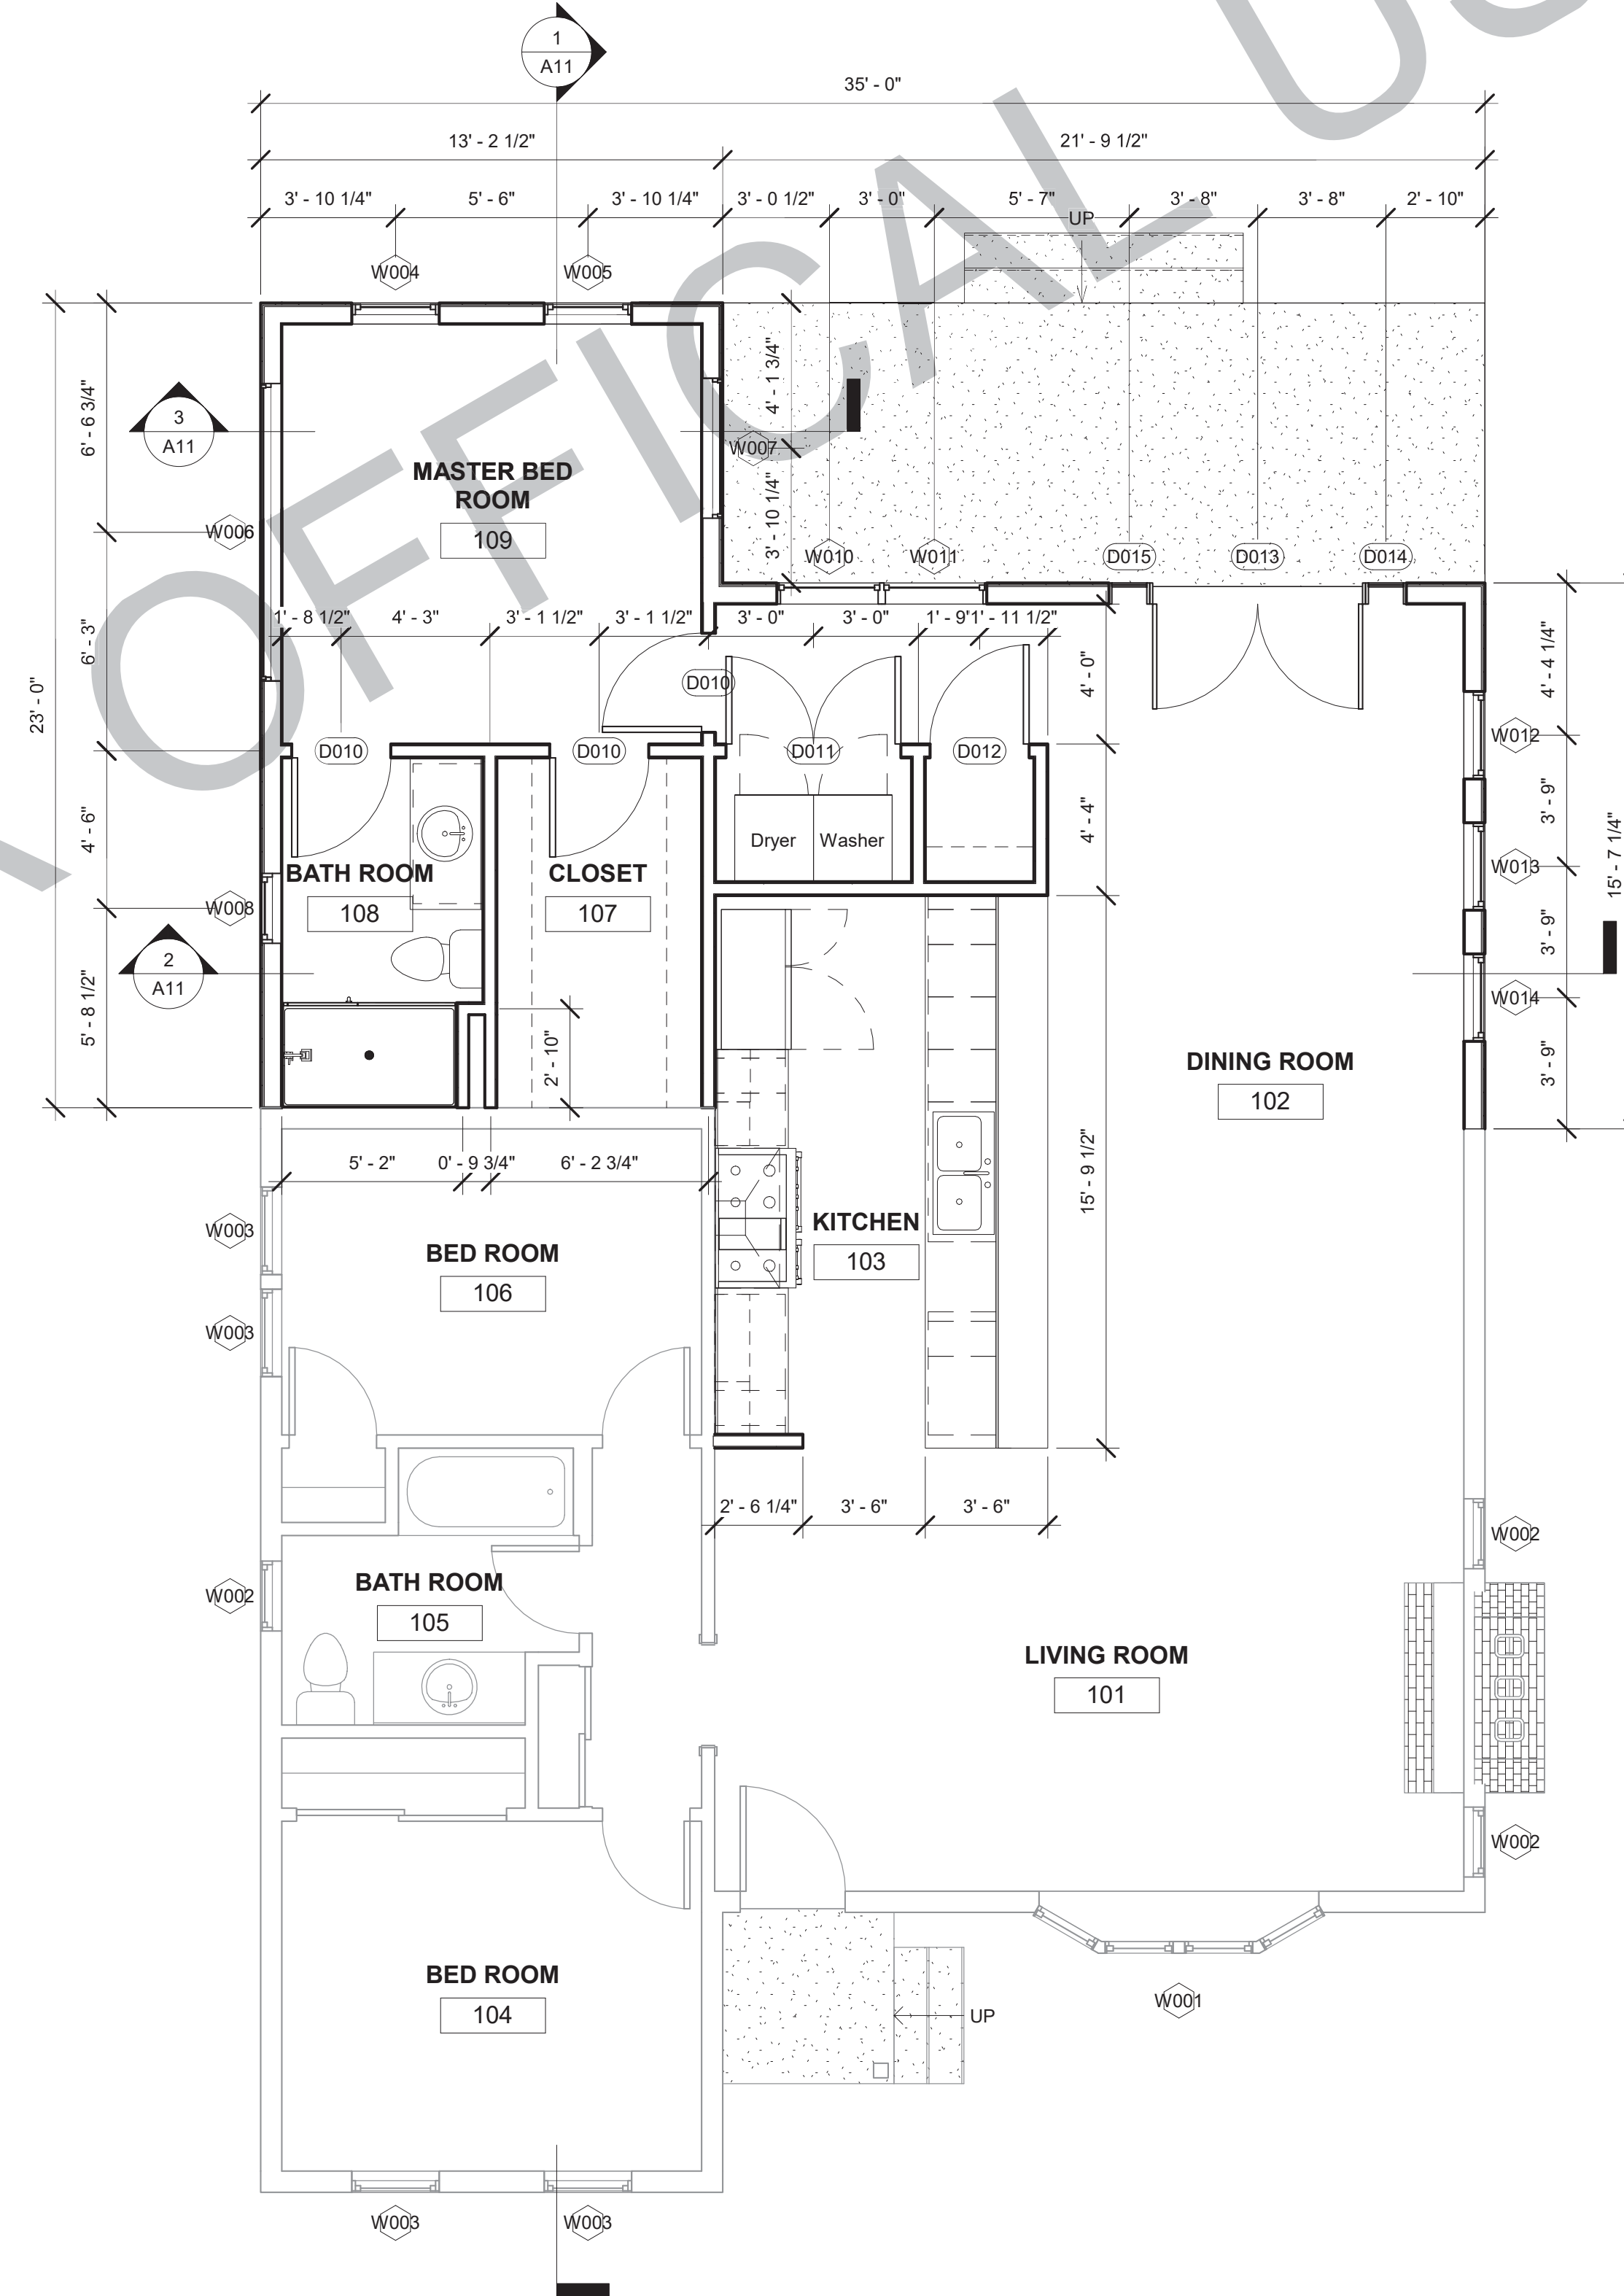 1
A11
35' - 0"
13' - 2 1/2"
21' - 9 1/2"
3' - 10 1/4"
5' - 6"
3' - 10 1/4"
3' - 0 1/2"
3' - 0"
5' - 7"
3' - 8"
3' - 8"
2' - 10"
UP
W004
W005
OFFICAL US
23' - 0"
6' - 6 3/4"
6' - 3"
4' - 6"
5' - 8 1/2"
3
A11
W006
MASTER BED
ROOM
109
4' - 1 3/4"
3' - 10 1/4"
W007
W010
W011
D015
D013
D014
1' - 8 1/2"
4' - 3"
3' - 1 1/2"
3' - 1 1/2"
3' - 0"
3' - 0"
1' - 9"
1' - 11 1/2"
D010
D010
D010
D011
D012
4' - 0"
4' - 4"
15' - 9 1/2"
4' - 4 1/4"
3' - 9"
3' - 9"
3' - 9"
15' - 7 1/4"
W012
W013
W014
Dryer
Washer
BATH ROOM
108
CLOSET
107
W008
2
A11
2' - 10"
DINING ROOM
102
5' - 2"
0' - 9 3/4"
6' - 2 3/4"
W003
W003
BED ROOM
106
KITCHEN
103
2' - 6 1/4"
3' - 6"
3' - 6"
W002
W002
BATH ROOM
105
LIVING ROOM
101
W002
BED ROOM
104
UP
W001
W003
W003